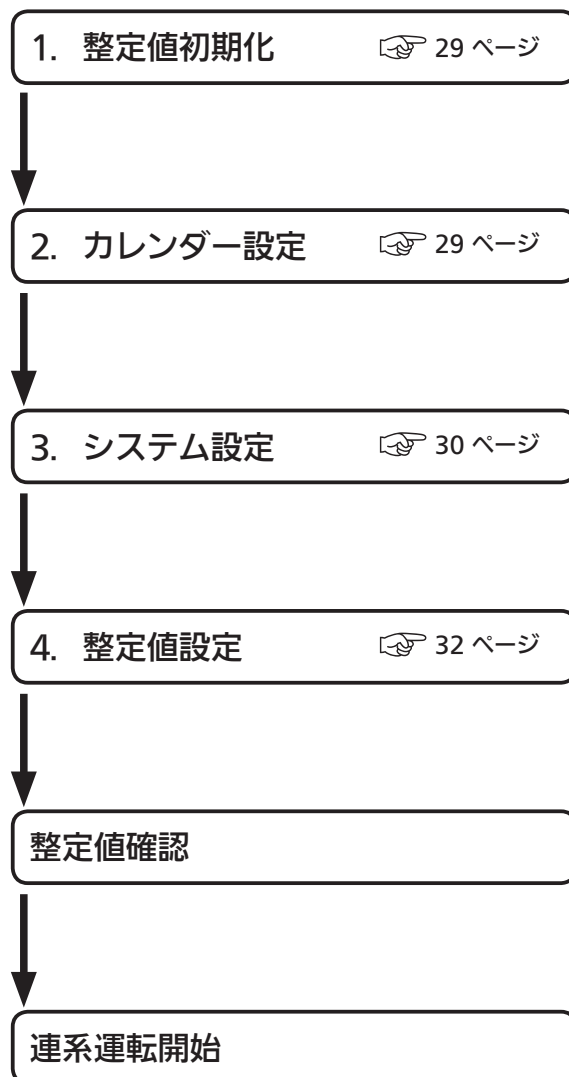 1. 整定値初期化 ☞ 29 ページ
2. カレンダー設定 ☞ 29 ページ
3. システム設定 ☞ 30 ページ
4. 整定値設定 ☞ 32 ページ
整定値確認
連系運転開始